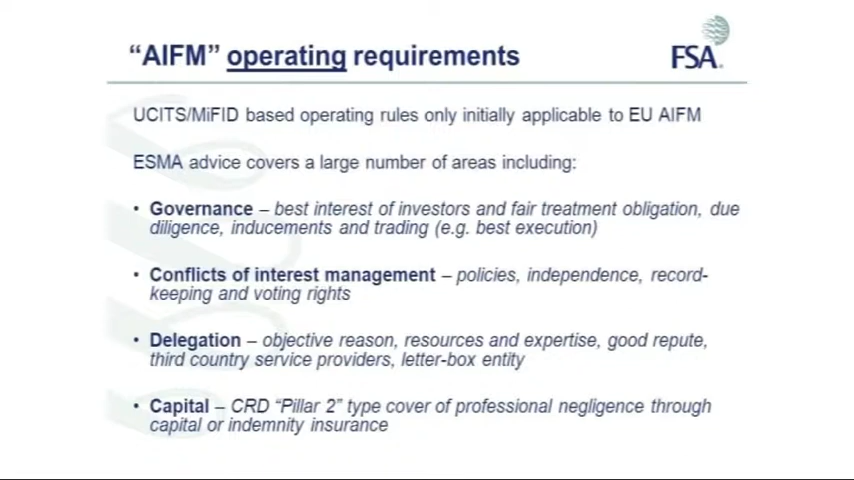 “AIFM” operating requirements
FSA
UCITS/MiFID based operating rules only initially applicable to EU AIFM
ESMA advice covers a large number of areas including:
• Governance – best interest of investors and fair treatment obligation, due
diligence, inducements and trading (e.g. best execution)
• Conflicts of interest management – policies, independence, record-
keeping and voting rights
• Delegation – objective reason, resources and expertise, good repute,
third country service providers, letter-box entity
• Capital – CRD “Pillar 2” type cover of professional negligence through
capital or indemnity insurance